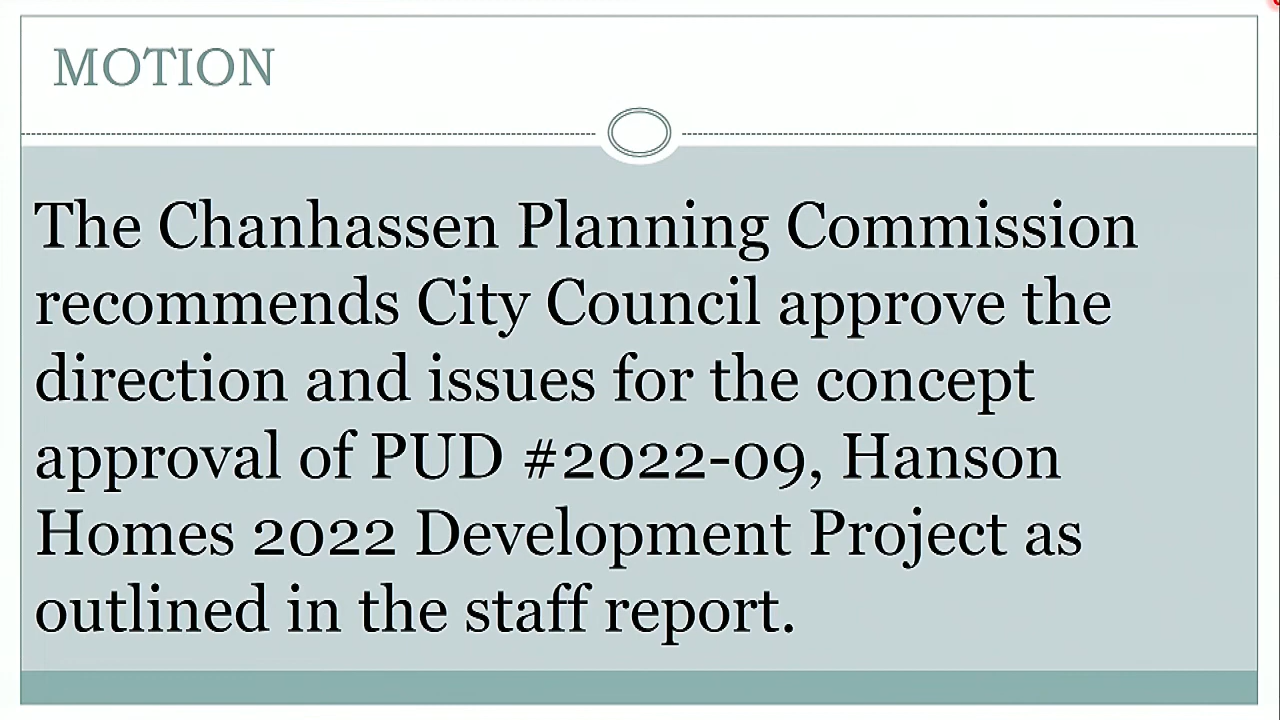 MOTION
The Chanhassen Planning Commission
recommends City Council approve the
direction and issues for the concept
approval of PUD #2022-09, Hanson
Homes 2022 Development Project as
outlined in the staff report.